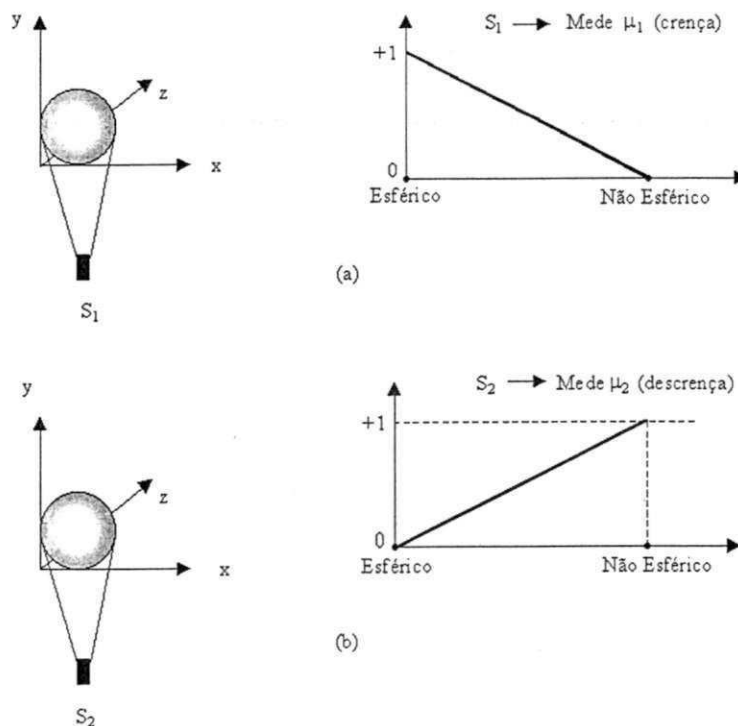 y
z
x
S1
S1 → Mede μ1 (crença)
+1
0
Esférico
Não Esférico
(a)
y
z
x
S2
S2 → Mede μ2 (descrença)
+1
0
Esférico
Não Esférico
(b)